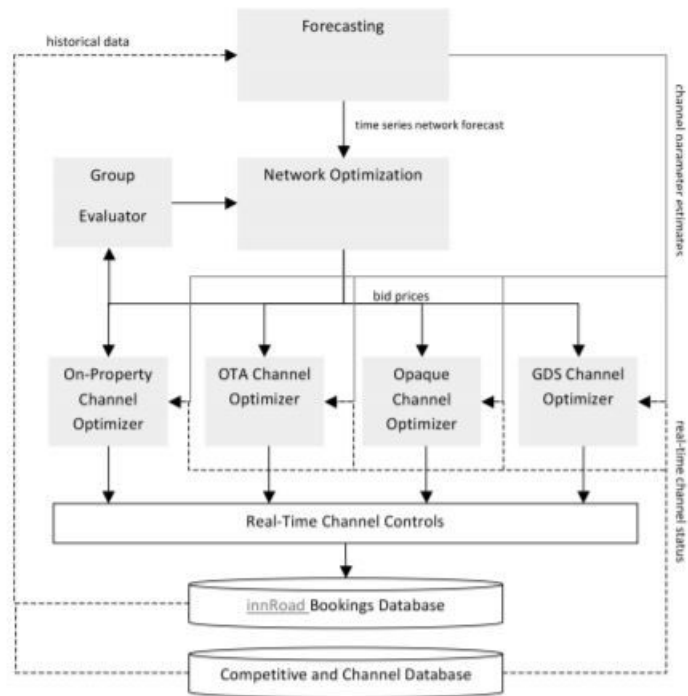 Forecasting
historical data
time series network forecast
channel parameter estimates
Group
Evaluator
Network Optimization
bid prices
On-Property
Channel
Optimizer
OTA Channel
Optimizer
Opaque
Channel
Optimizer
GDS Channel
Optimizer
real-time channel status
Real-Time Channel Controls
innRoad Bookings Database
Competitive and Channel Database